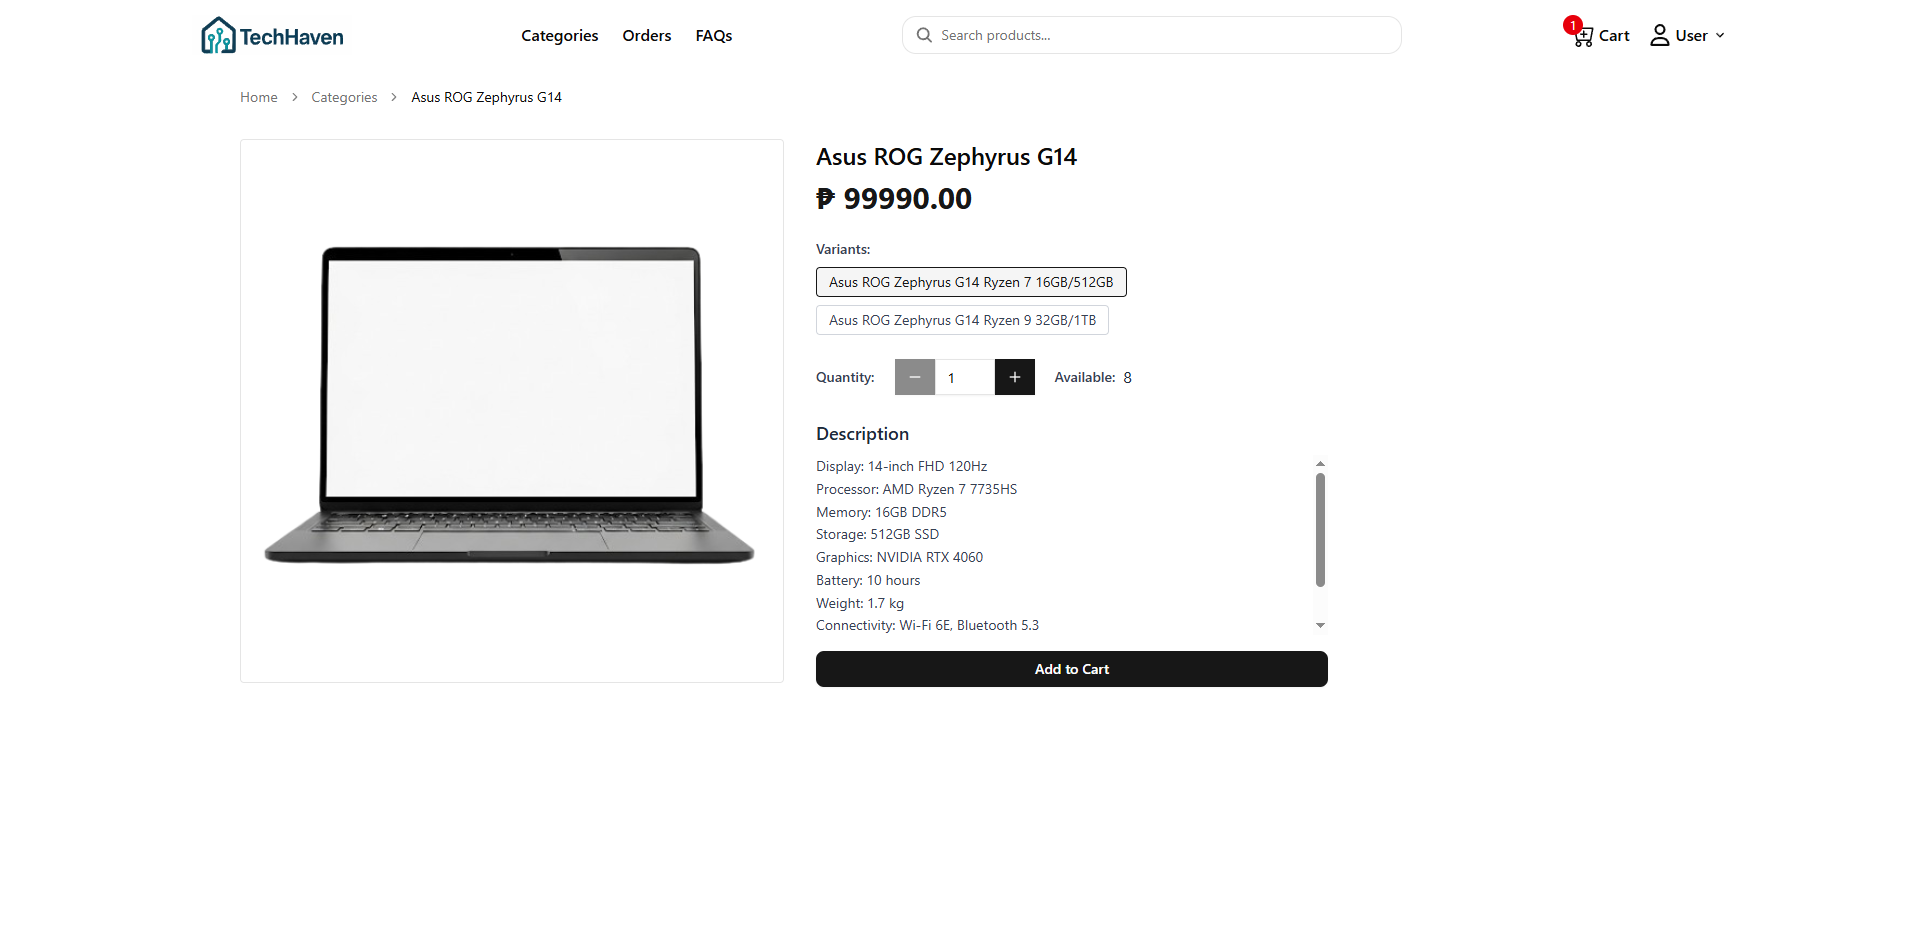 TechHaven
Categories Orders FAQs
Search products...
1
Cart
User
Home > Categories > Asus ROG Zephyrus G14
Asus ROG Zephyrus G14
₱ 99990.00
Variants:
Asus ROG Zephyrus G14 Ryzen 7 16GB/512GB
Asus ROG Zephyrus G14 Ryzen 9 32GB/1TB
Quantity: − 1 + Available: 8
Description
Display: 14-inch FHD 120Hz
Processor: AMD Ryzen 7 7735HS
Memory: 16GB DDR5
Storage: 512GB SSD
Graphics: NVIDIA RTX 4060
Battery: 10 hours
Weight: 1.7 kg
Connectivity: Wi-Fi 6E, Bluetooth 5.3
Add to Cart